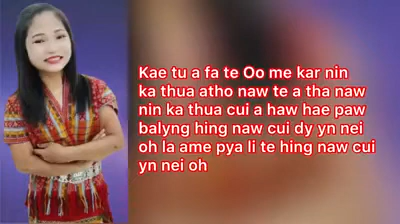 Kae tu a fa te Oo me kar nin
ka thua atho naw te a tha naw
nin ka thua cui a haw hae paw
balyng hing naw cui dy yn nei
oh la ame pya li te hing naw cui
yn nei oh